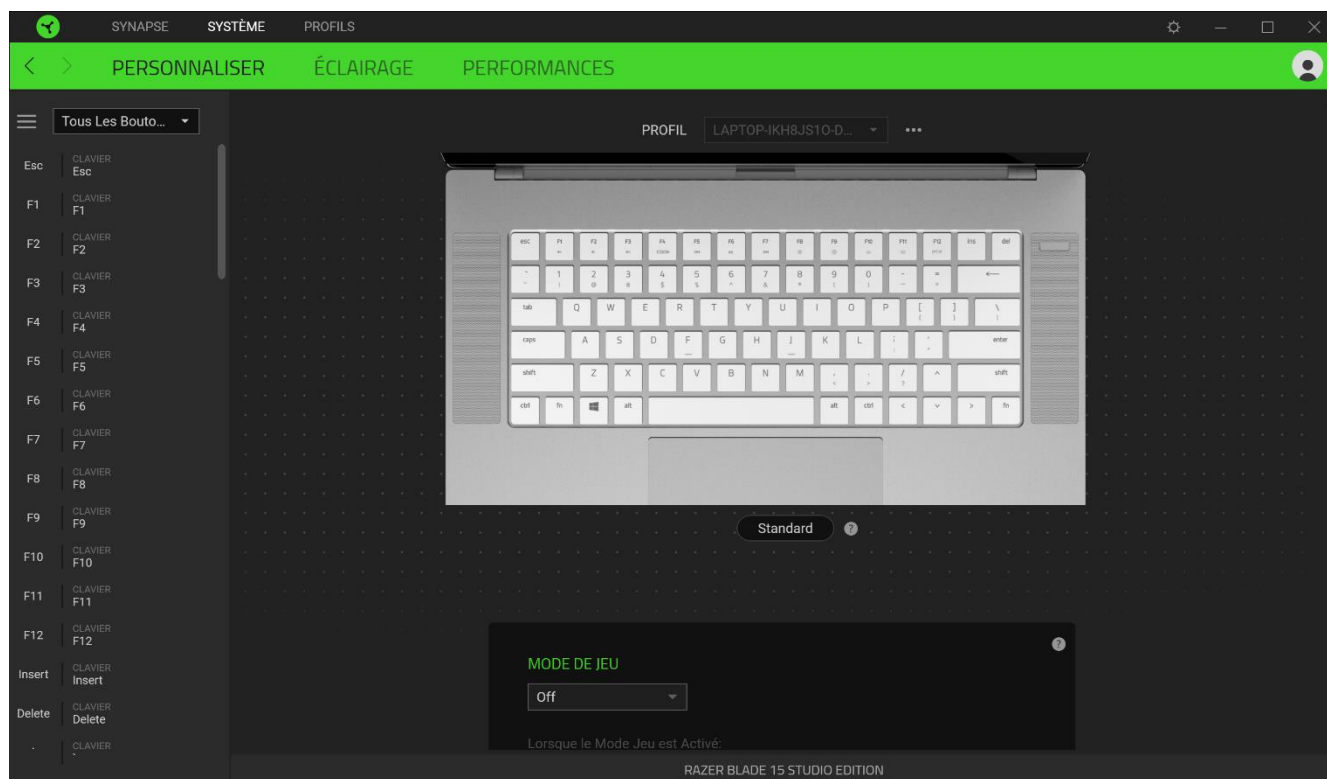 SYNAPSE SYSTÈME PROFILS
PERSONNALISER ÉCLAIRAGE PERFORMANCES
Tous Les Bouto...
PROFIL LAPTOP-IKH8JS1O-D...
Esc CLAVIER
Esc
F1 CLAVIER
F1
F2 CLAVIER
F2
F3 CLAVIER
F3
F4 CLAVIER
F4
F5 CLAVIER
F5
F6 CLAVIER
F6
F7 CLAVIER
F7
F8 CLAVIER
F8
F9 CLAVIER
F9
F10 CLAVIER
F10
F11 CLAVIER
F11
F12 CLAVIER
F12
Insert CLAVIER
Insert
Delete CLAVIER
Delete
CLAVIER
esc F1 F2 F3 F4 F5 F6 F7 F8 F9 F10 F11 F12 ins del
1 2 3 4 5 6 7 8 9 0 - =
tab Q W E R T Y U I O P [ ] \
caps A S D F G H J K L ; ' enter
shift Z X C V B N M , . / ^ shift
ctrl fn alt alt ctrl < v > fn
Standard ?
?
MODE DE JEU
Off
Lorsque le Mode Jeu est Activé:
RAZER BLADE 15 STUDIO EDITION